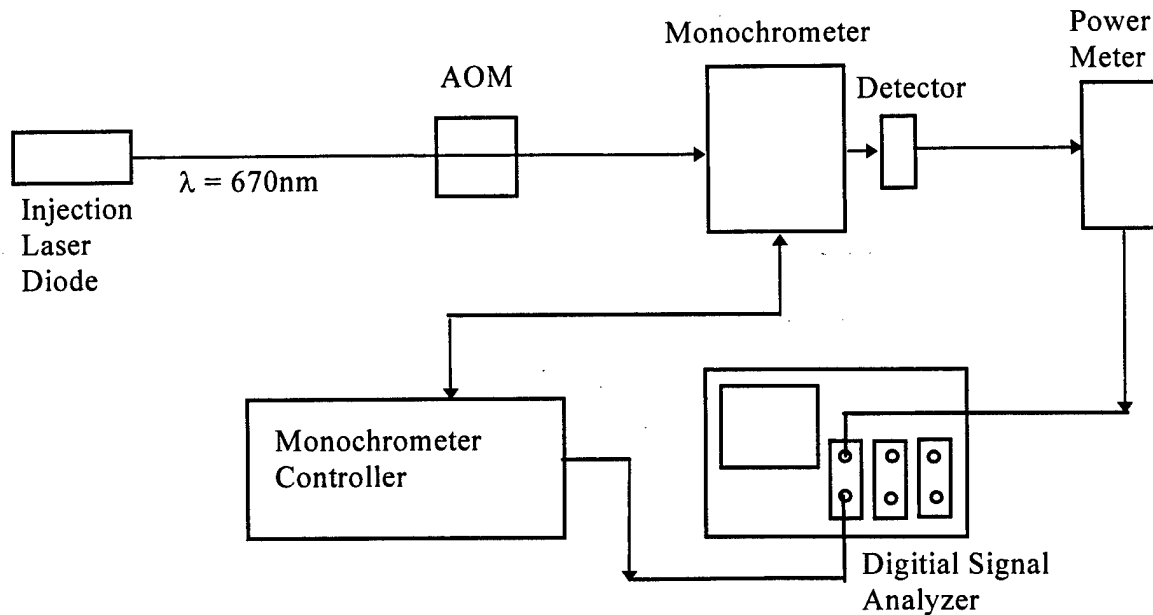 Monochrometer
Power
Meter
AOM
Detector
λ = 670nm
Injection
Laser
Diode
Monochrometer
Controller
Digitial Signal
Analyzer